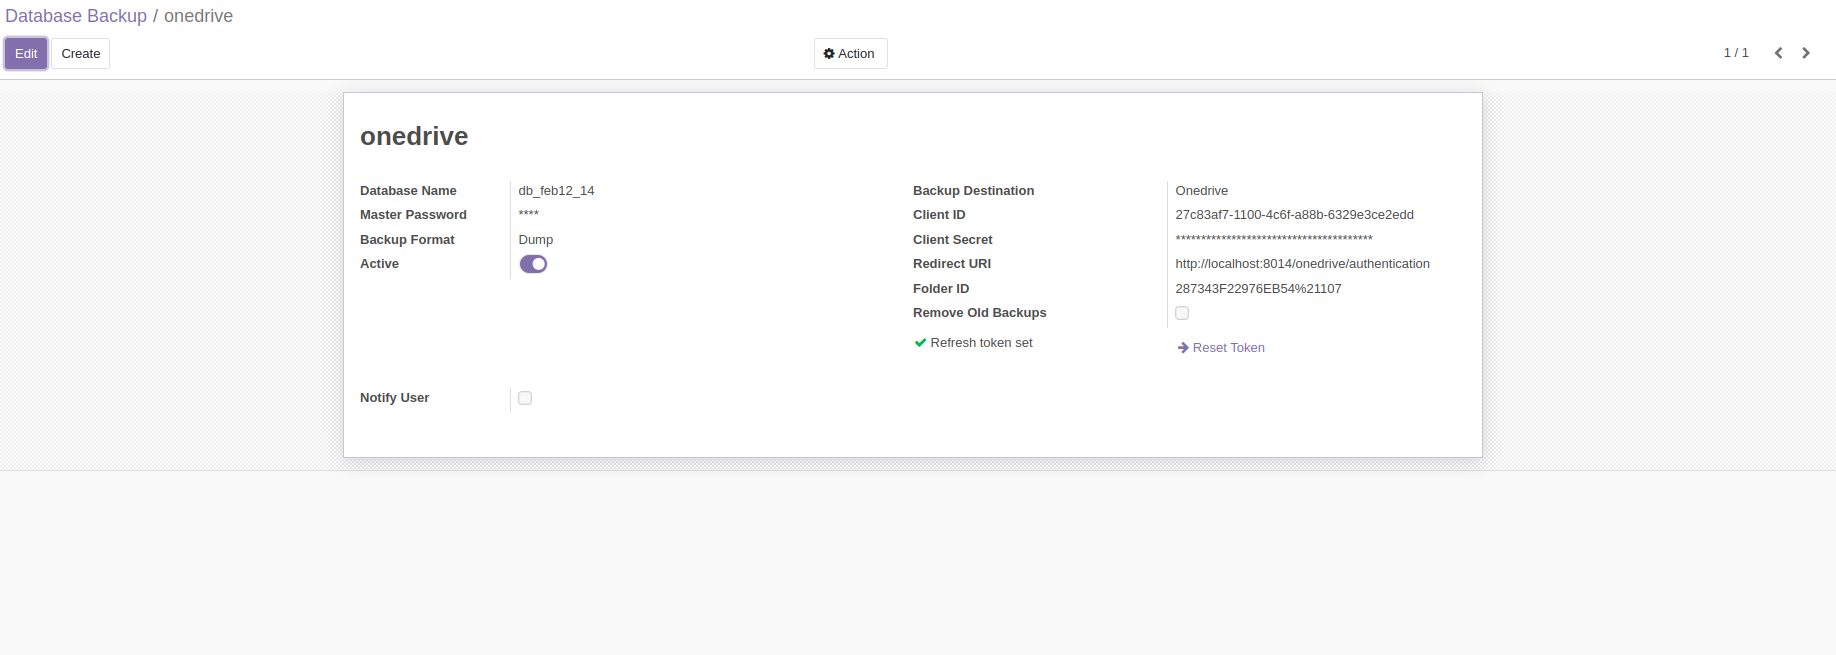 Database Backup / onedrive
Edit Create Action 1 / 1
onedrive
Database Name db_feb12_14
Master Password ****
Backup Format Dump
Active
Backup Destination Onedrive
Client ID 27c83af7-1100-4c6f-a88b-6329e3ce2edd
Client Secret ***************************************
Redirect URI http://localhost:8014/onedrive/authentication
Folder ID 287343F22976EB54%21107
Remove Old Backups
Refresh token set Reset Token
Notify User